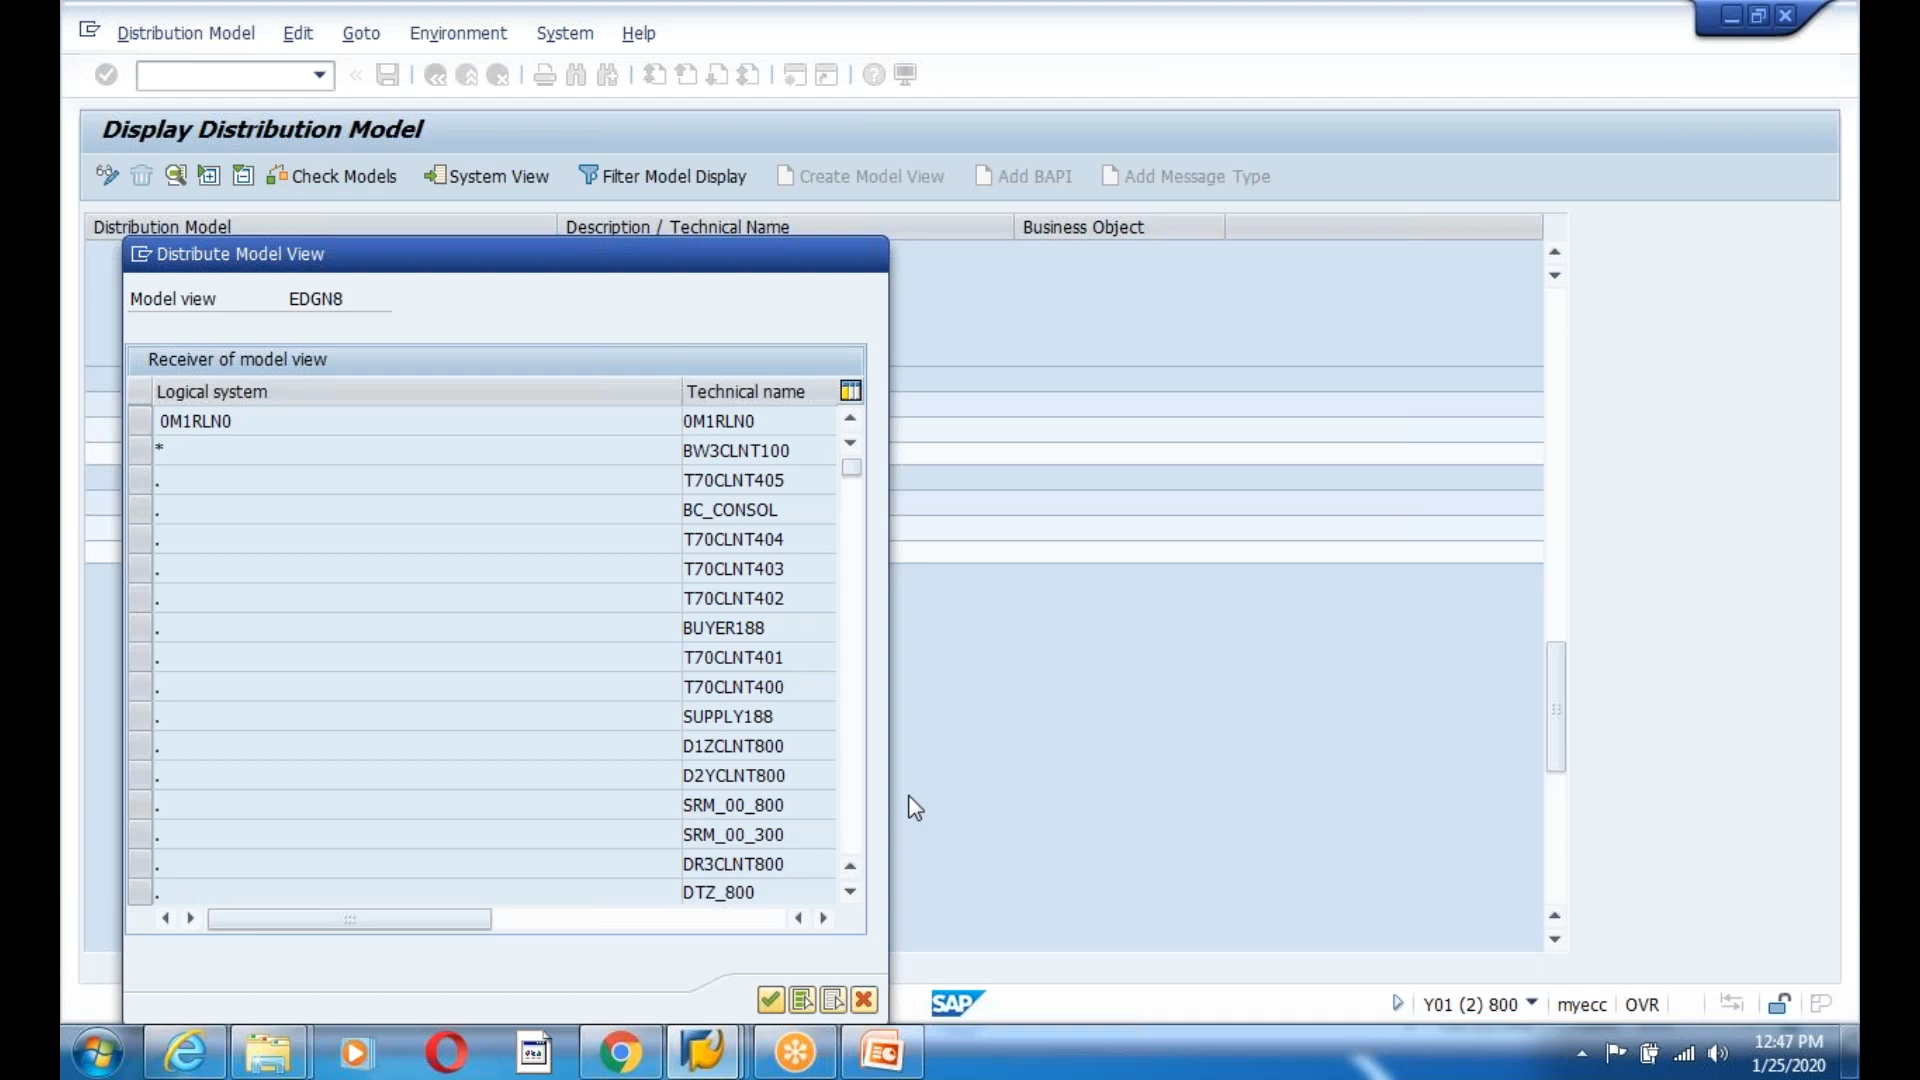 Distribution Model Edit Goto Environment System Help
Display Distribution Model
Check Models System View Filter Model Display Create Model View Add BAPI Add Message Type
Distribution Model Description / Technical Name Business Object
Distribute Model View
Model view EDGN8
Receiver of model view
Logical system Technical name
0M1RLN0 0M1RLN0
* BW3CLNT100
. T70CLNT405
. BC_CONSOL
. T70CLNT404
. T70CLNT403
. T70CLNT402
. BUYER188
. T70CLNT401
. T70CLNT400
. SUPPLY188
. D1ZCLNT800
. D2YCLNT800
. SRM_00_800
. SRM_00_300
. DR3CLNT800
. DTZ_800
SAP Y01 (2) 800 myecc OVR
12:47 PM
1/25/2020